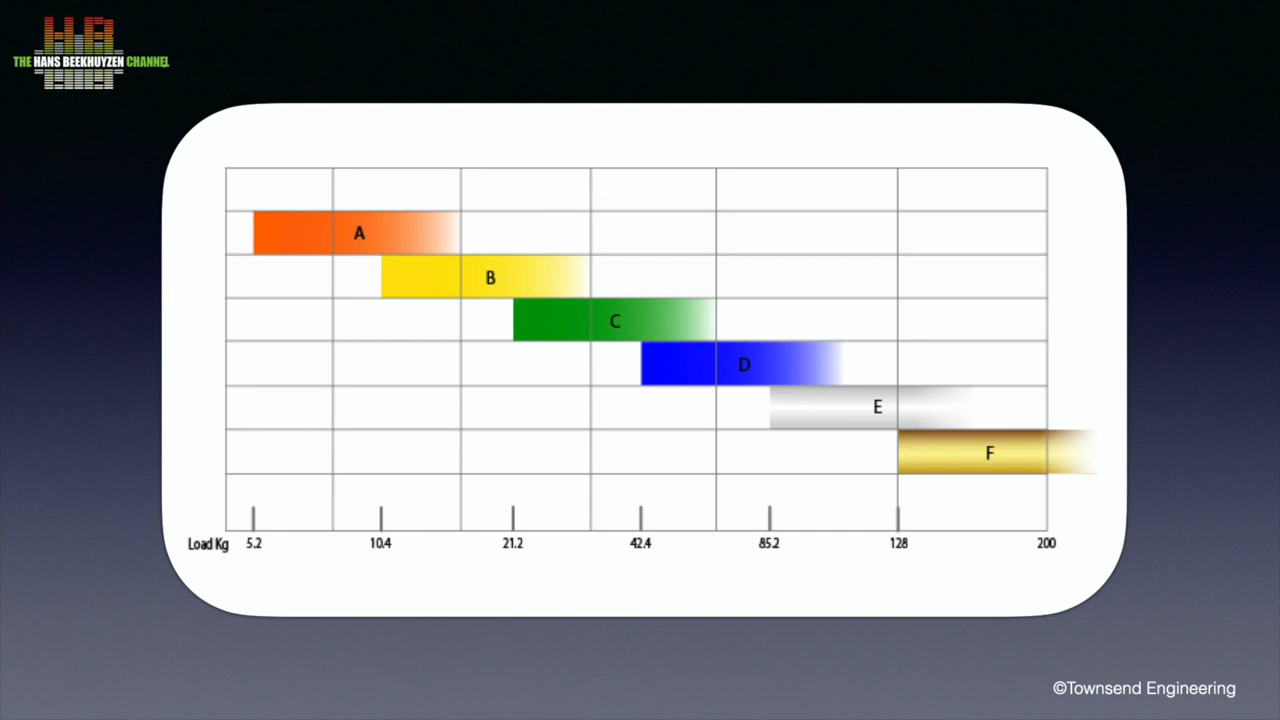 THE HANS BEEKHUYZEN CHANNEL
A
B
C
D
E
F
Load Kg 5.2 10.4 21.2 42.4 85.2 128 200
©Townsend Engineering